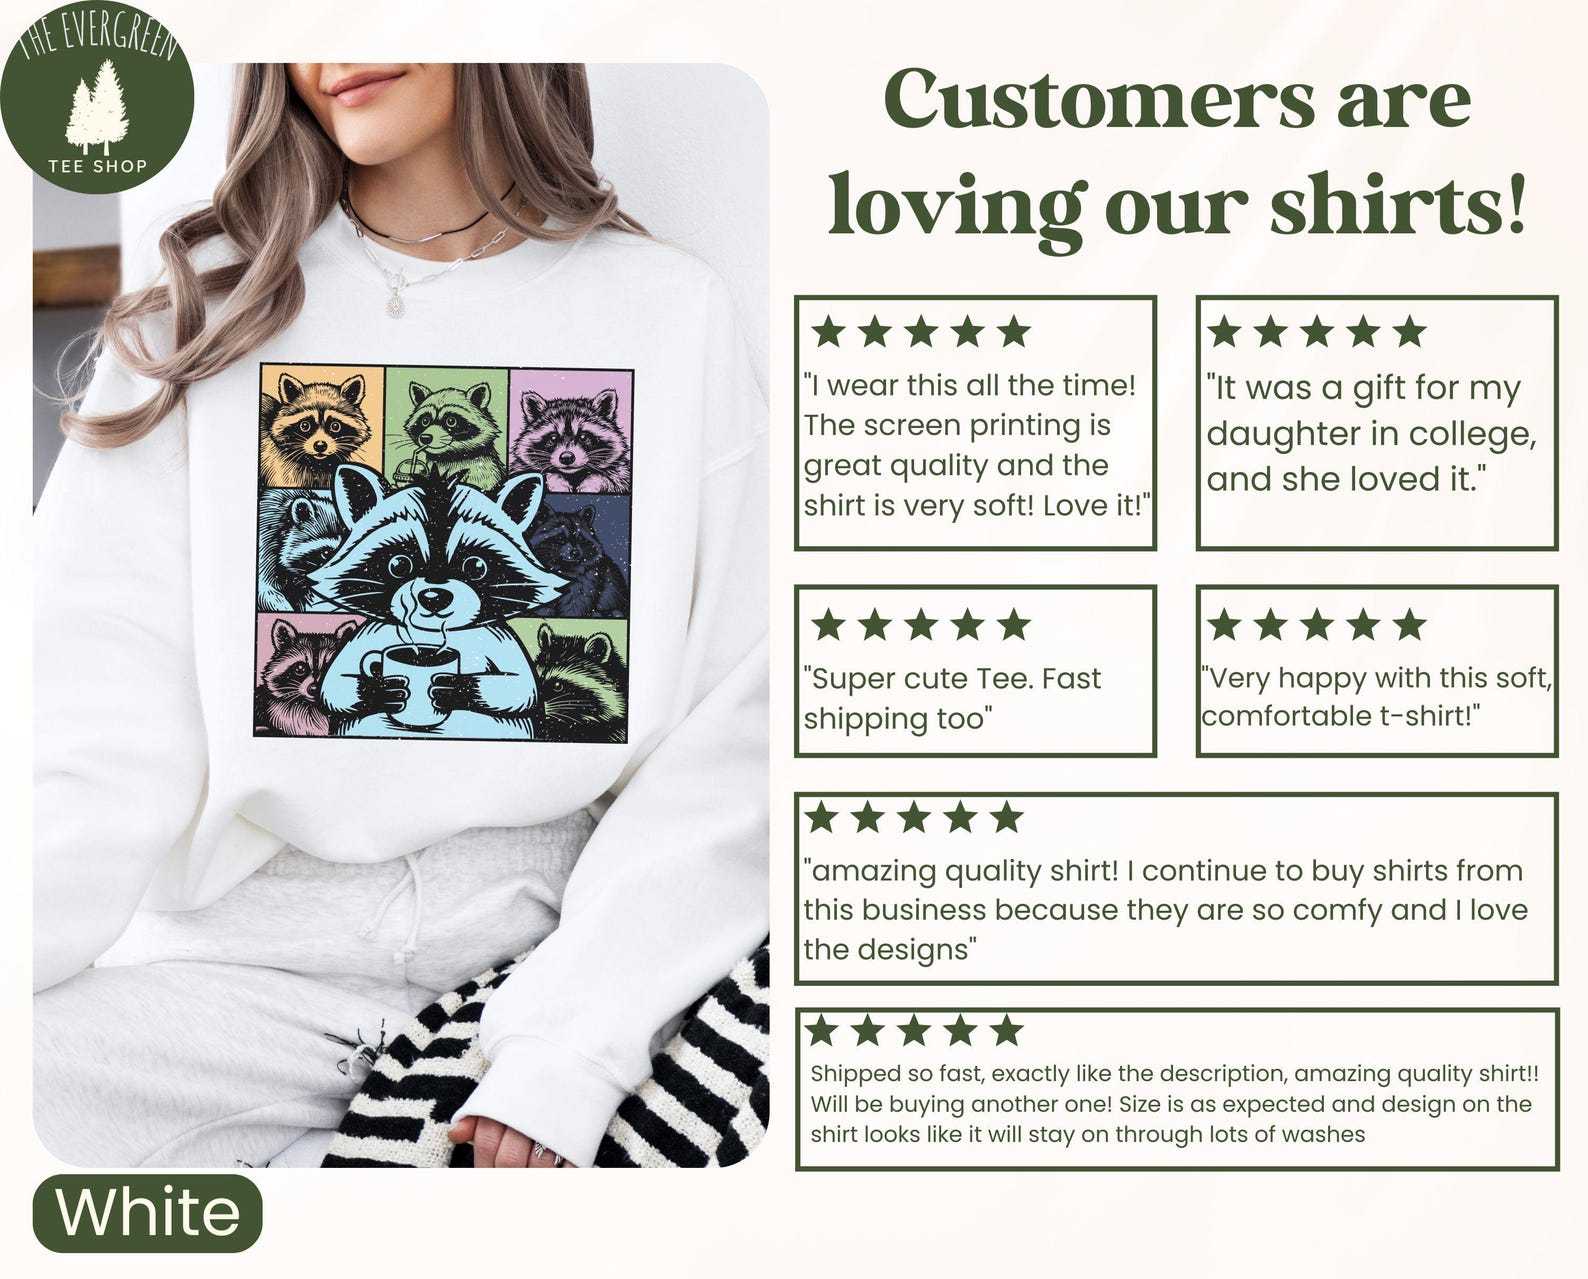 THE EVERGREEN
TEE SHOP
Customers are
loving our shirts!
"I wear this all the time!
The screen printing is
great quality and the
shirt is very soft! Love it!"
"It was a gift for my
daughter in college,
and she loved it."
"Super cute Tee. Fast
shipping too"
"Very happy with this soft,
comfortable t-shirt!"
"amazing quality shirt! I continue to buy shirts from
this business because they are so comfy and I love
the designs"
Shipped so fast, exactly like the description, amazing quality shirt!!
Will be buying another one! Size is as expected and design on the
shirt looks like it will stay on through lots of washes
White